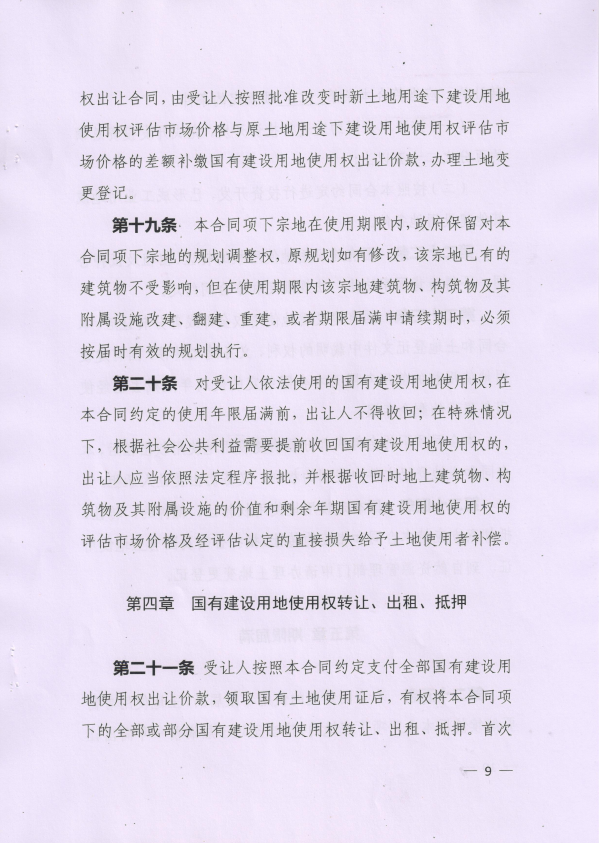 权出让合同，由受让人按照批准改变时新土地用途下建设用地
使用权评估市场价格与原土地用途下建设用地使用权评估市
场价格的差额补缴国有建设用地使用权出让价款，办理土地变
更登记。
第十九条　本合同项下宗地在使用期限内，政府保留对本
合同项下宗地的规划调整权，原规划如有修改，该宗地已有的
建筑物不受影响，但在使用期限内该宗地建筑物、构筑物及其
附属设施改建、翻建、重建，或者期限届满申请续期时，必须
按届时有效的规划执行。
第二十条　对受让人依法使用的国有建设用地使用权，在
本合同约定的使用年限届满前，出让人不得收回；在特殊情况
下，根据社会公共利益需要提前收回国有建设用地使用权的，
出让人应当依照法定程序报批，并根据收回时地上建筑物、构
筑物及其附属设施的价值和剩余年期国有建设用地使用权的
评估市场价格及经评估认定的直接损失给予土地使用者补偿。
第四章　国有建设用地使用权转让、出租、抵押
第二十一条　受让人按照本合同约定支付全部国有建设用
地使用权出让价款，领取国有土地使用证后，有权将本合同项
下的全部或部分国有建设用地使用权转让、出租、抵押。首次
— 9 —